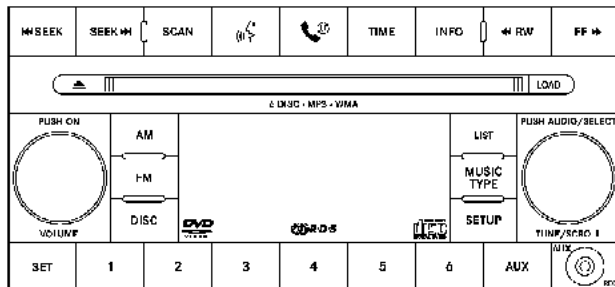 SEEK SEEK SCAN TIME INFO RW FF
LOAD
6 DISC - MP3 - WMA
PUSH ON
AM
LIST
PUSH AUDIO/SELECT
FM
MUSIC
TYPE
DISC
DVD
VIDEO
R·D·S
SETUP
VOLUME
TUNE/SCROLL
SET 1 2 3 4 5 6 AUX
AUX